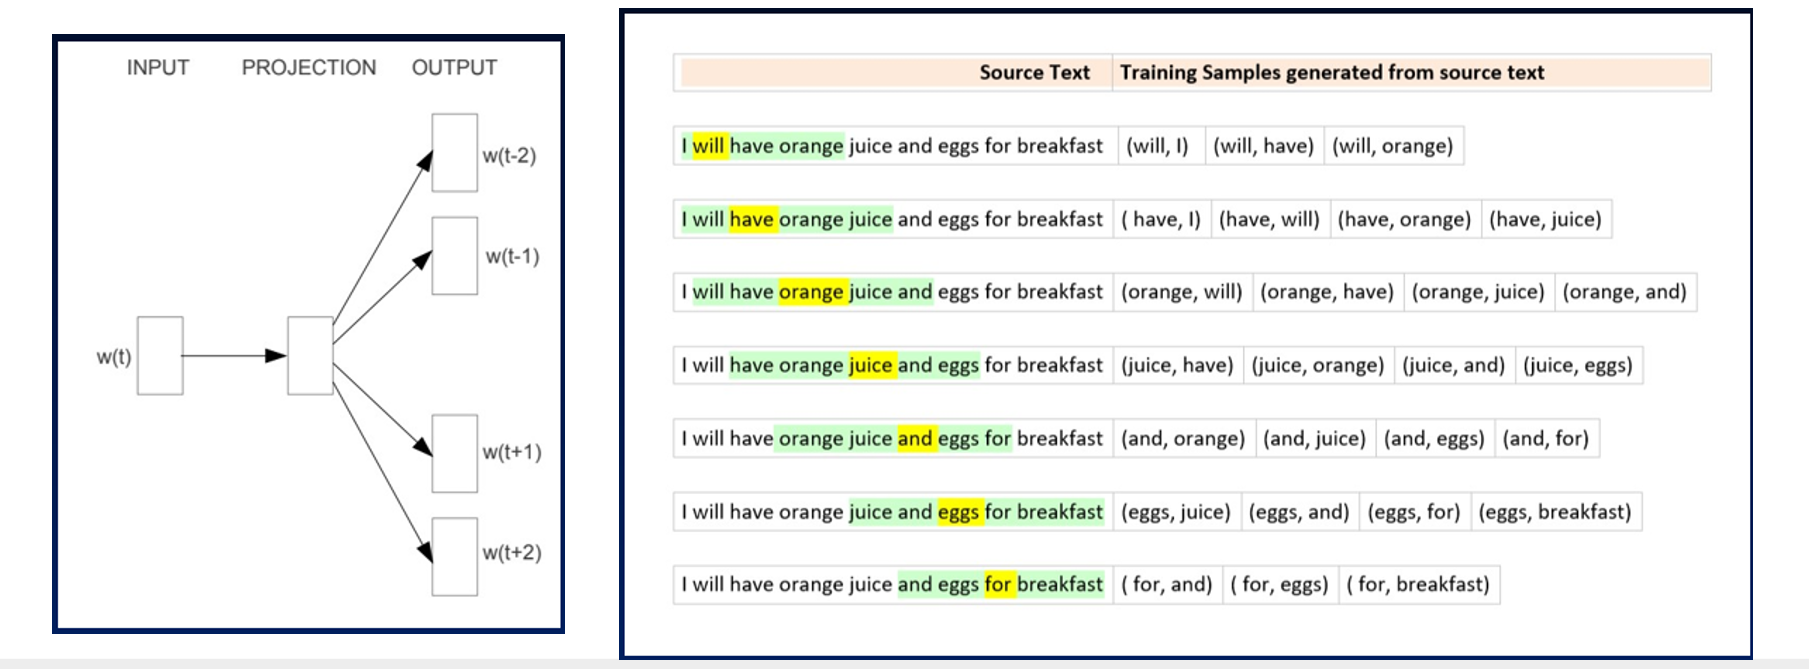 INPUT PROJECTION OUTPUT
w(t-2)
w(t-1)
w(t)
w(t+1)
w(t+2)
Source Text Training Samples generated from source text
I will have orange juice and eggs for breakfast (will, I) (will, have) (will, orange)
I will have orange juice and eggs for breakfast ( have, I) (have, will) (have, orange) (have, juice)
I will have orange juice and eggs for breakfast (orange, will) (orange, have) (orange, juice) (orange, and)
I will have orange juice and eggs for breakfast (juice, have) (juice, orange) (juice, and) (juice, eggs)
I will have orange juice and eggs for breakfast (and, orange) (and, juice) (and, eggs) (and, for)
I will have orange juice and eggs for breakfast (eggs, juice) (eggs, and) (eggs, for) (eggs, breakfast)
I will have orange juice and eggs for breakfast ( for, and) ( for, eggs) ( for, breakfast)